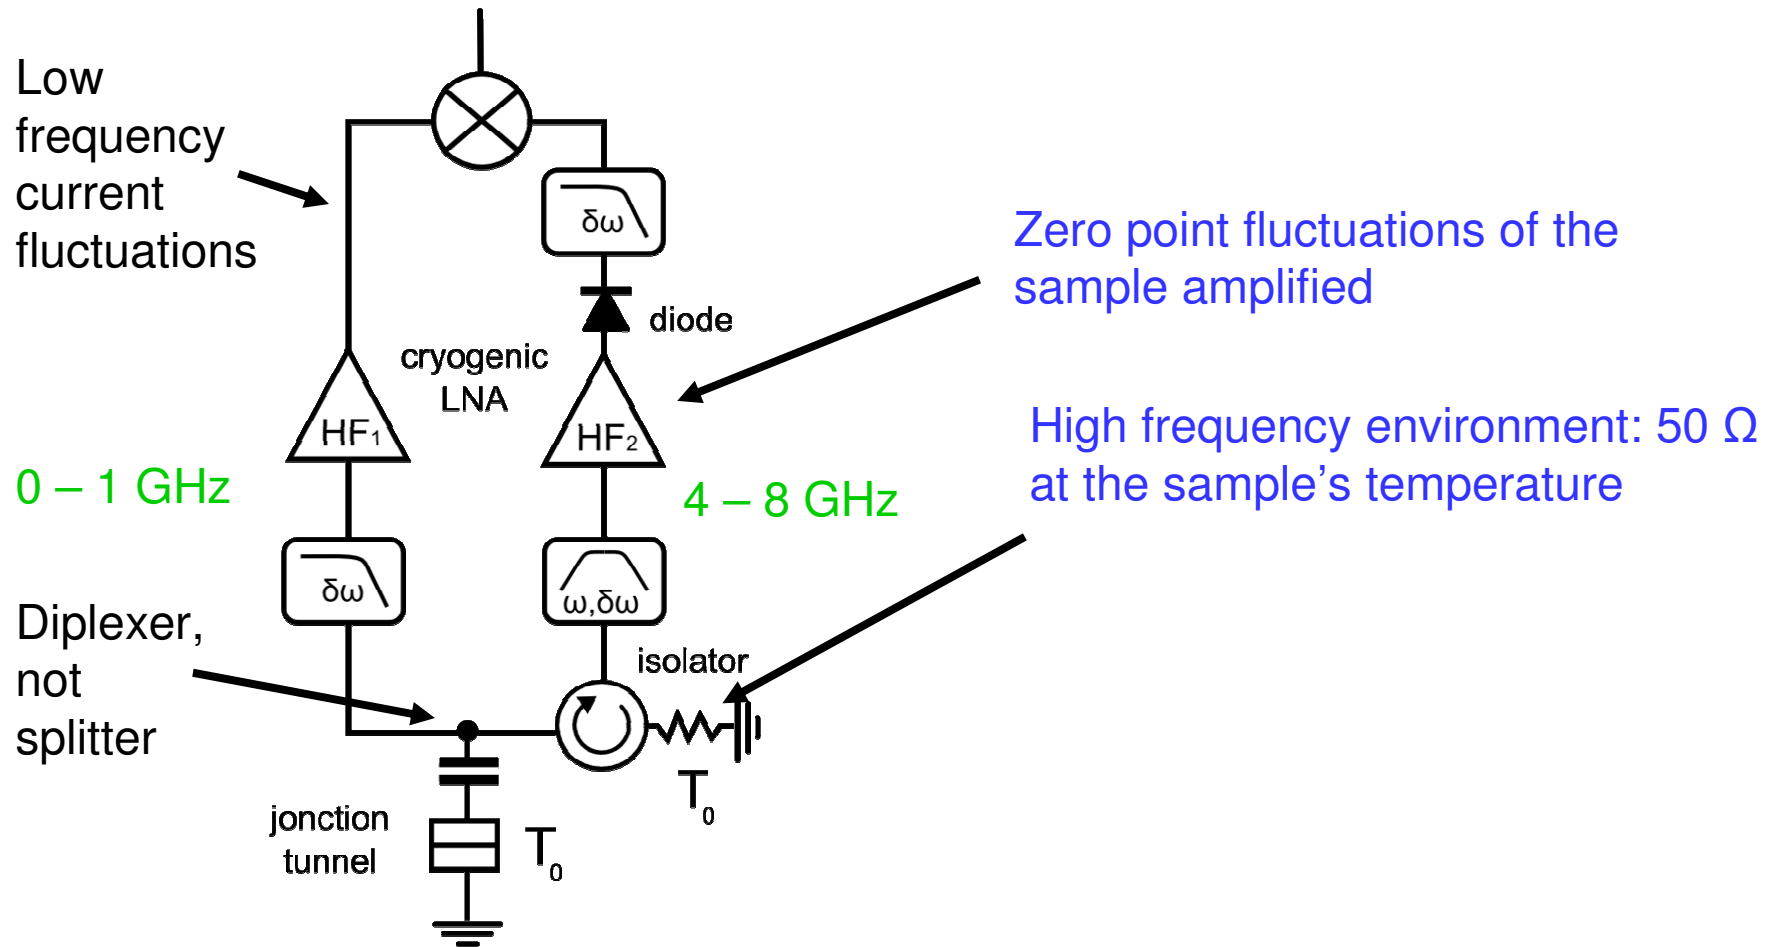 Low
frequency
current
fluctuations
δω
diode
cryogenic
LNA
HF₁
HF₂
0 – 1 GHz
4 – 8 GHz
δω
ω,δω
Diplexer,
not
splitter
isolator
T₀
jonction
tunnel
T₀
Zero point fluctuations of the
sample amplified
High frequency environment: 50 Ω
at the sample’s temperature